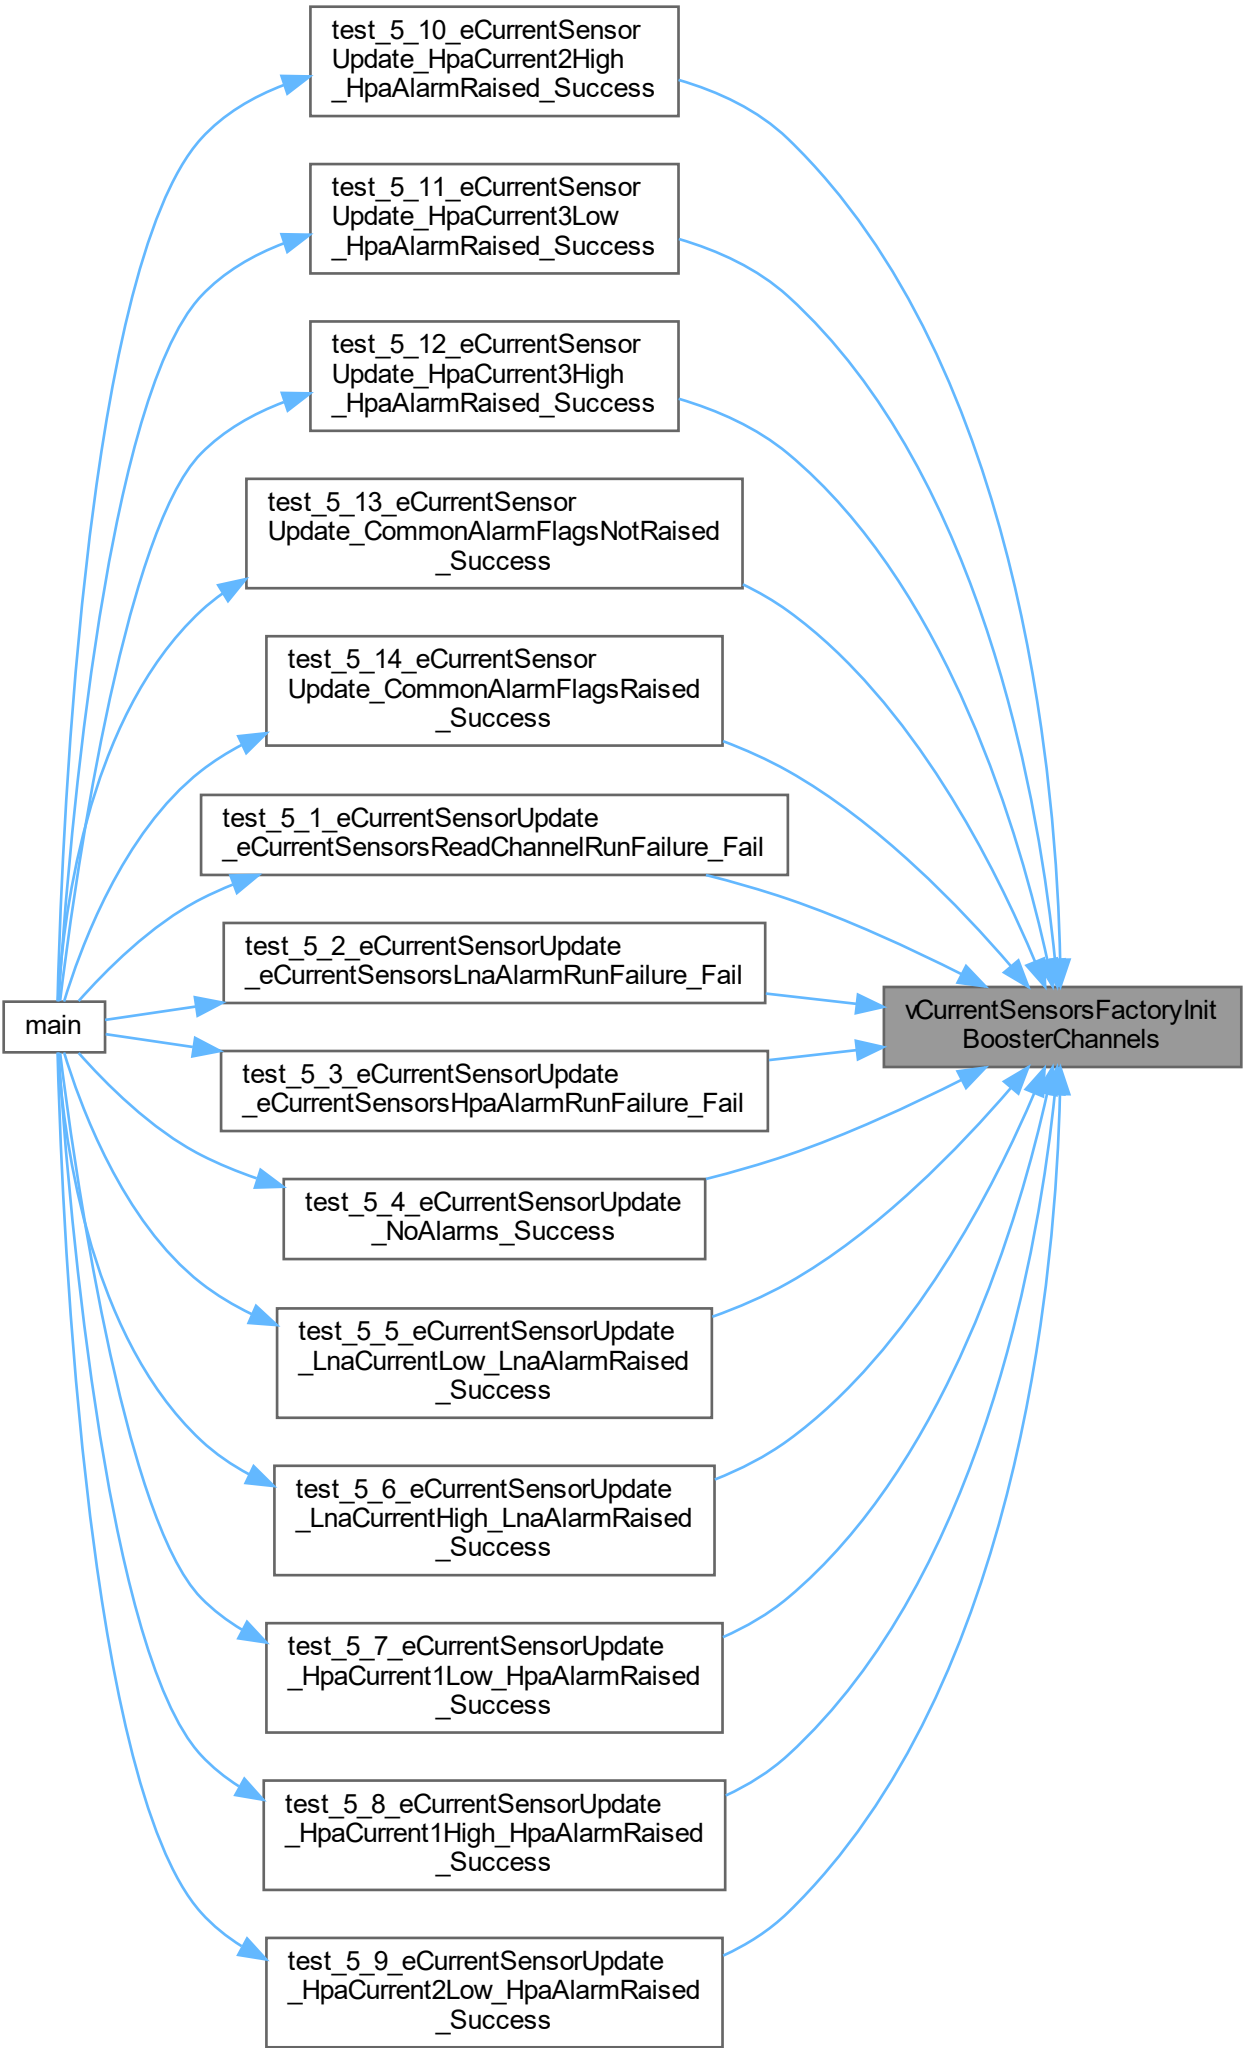 test_5_10_eCurrentSensor
Update_HpaCurrent2High
_HpaAlarmRaised_Success
test_5_11_eCurrentSensor
Update_HpaCurrent3Low
_HpaAlarmRaised_Success
test_5_12_eCurrentSensor
Update_HpaCurrent3High
_HpaAlarmRaised_Success
test_5_13_eCurrentSensor
Update_CommonAlarmFlagsNotRaised
_Success
test_5_14_eCurrentSensor
Update_CommonAlarmFlagsRaised
_Success
test_5_1_eCurrentSensorUpdate
_eCurrentSensorsReadChannelRunFailure_Fail
test_5_2_eCurrentSensorUpdate
_eCurrentSensorsLnaAlarmRunFailure_Fail
main
vCurrentSensorsFactoryInit
BoosterChannels
test_5_3_eCurrentSensorUpdate
_eCurrentSensorsHpaAlarmRunFailure_Fail
test_5_4_eCurrentSensorUpdate
_NoAlarms_Success
test_5_5_eCurrentSensorUpdate
_LnaCurrentLow_LnaAlarmRaised
_Success
test_5_6_eCurrentSensorUpdate
_LnaCurrentHigh_LnaAlarmRaised
_Success
test_5_7_eCurrentSensorUpdate
_HpaCurrent1Low_HpaAlarmRaised
_Success
test_5_8_eCurrentSensorUpdate
_HpaCurrent1High_HpaAlarmRaised
_Success
test_5_9_eCurrentSensorUpdate
_HpaCurrent2Low_HpaAlarmRaised
_Success